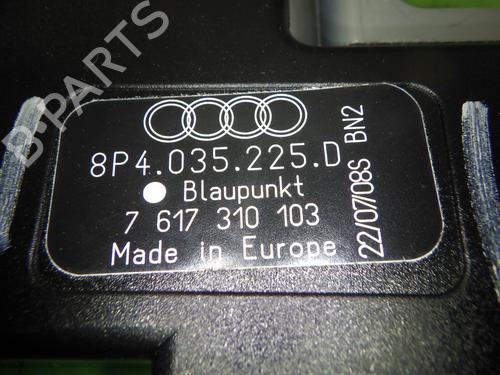 8P4.035.225.D
Blaupunkt
7 617 310 103
Made in Europe
22/07/08S BN2
B-PARTS